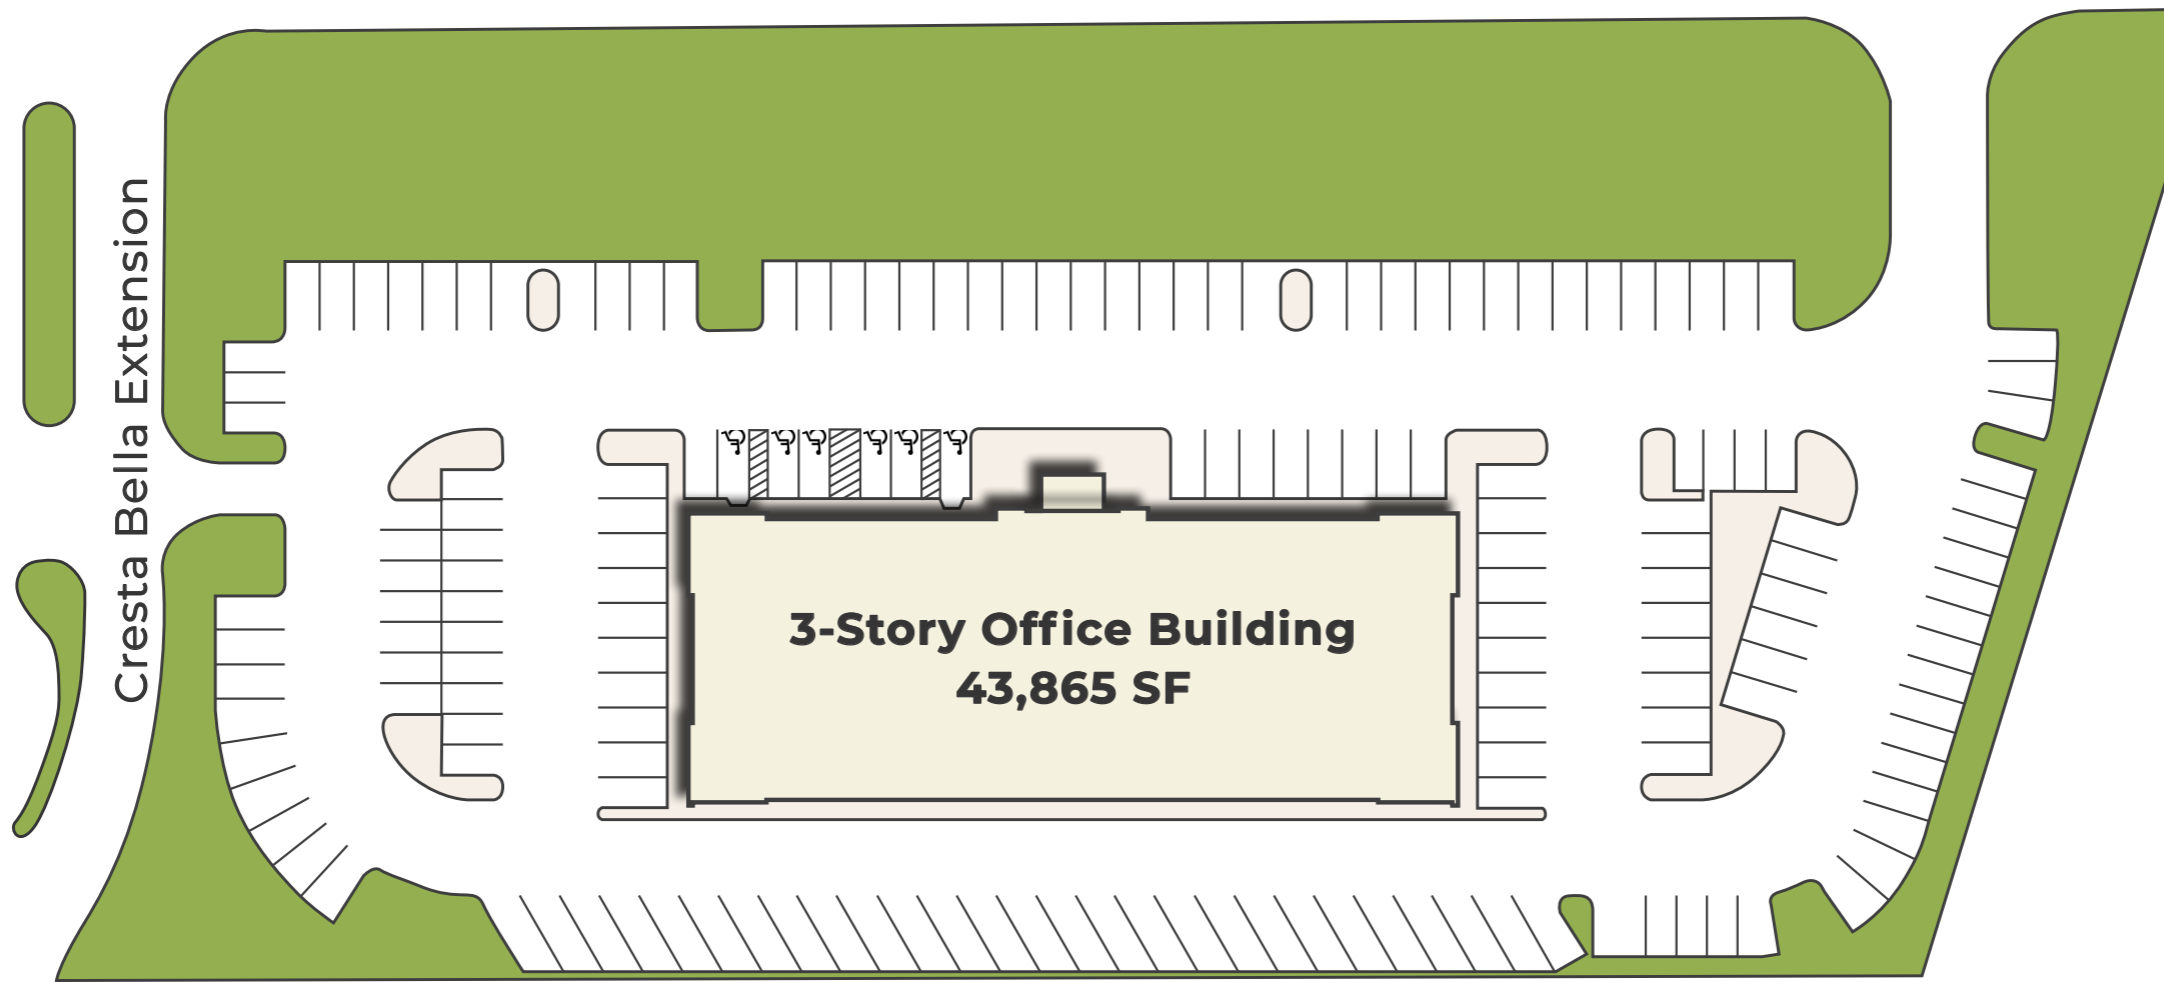 Cresta Bella Extension
3-Story Office Building
43,865 SF